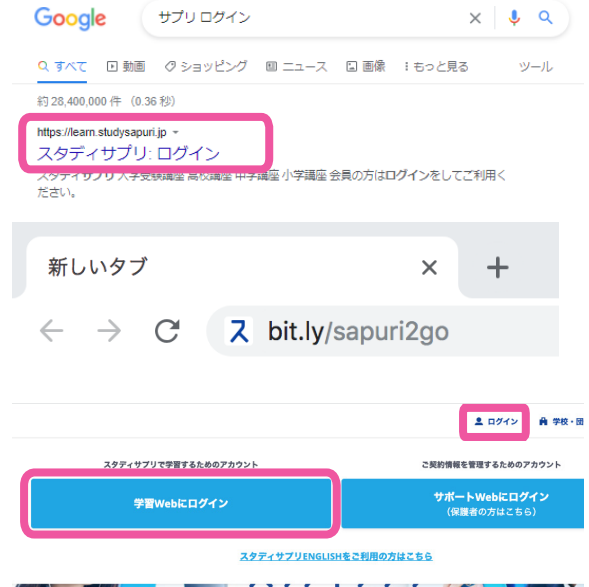 Google
サプリ ログイン
すべて 動画 ショッピング ニュース 画像 もっと見る ツール
約 28,400,000 件 (0.36 秒)
https://learn.studysapuri.jp
スタディサプリ: ログイン
スタディサプリ 大学受験講座 高校講座 中学講座 小学講座 会員の方はログインをしてご利用く
ださい。
新しいタブ
ス bit.ly/sapuri2go
ログイン 学校・団
スタディサプリで学習するためのアカウント ご契約情報を管理するためのアカウント
学習Webにログイン サポートWebにログイン
(保護者の方はこちら)
スタディサプリENGLISHをご利用の方はこちら